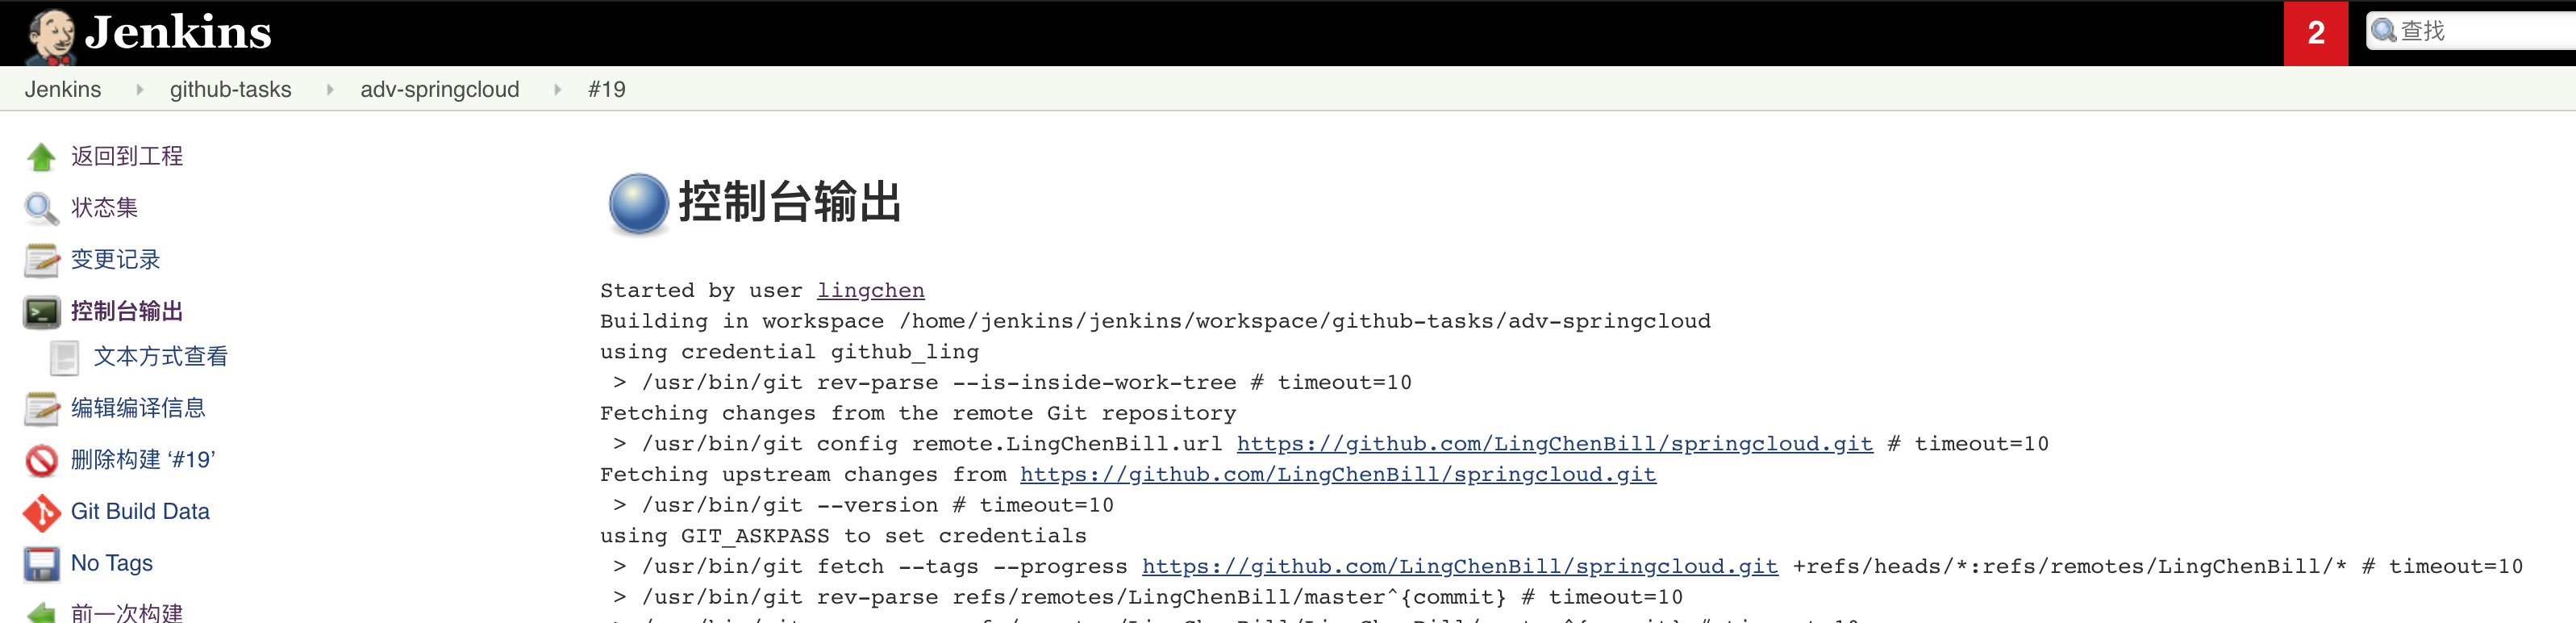 Jenkins
2
查找
Jenkins
github-tasks
adv-springcloud
#19
返回到工程
状态集
变更记录
控制台输出
文本方式查看
编辑编译信息
删除构建 ‘#19’
Git Build Data
No Tags
前一次构建
控制台输出
Started by user lingchen
Building in workspace /home/jenkins/jenkins/workspace/github-tasks/adv-springcloud
using credential github_ling
> /usr/bin/git rev-parse --is-inside-work-tree # timeout=10
Fetching changes from the remote Git repository
> /usr/bin/git config remote.LingChenBill.url https://github.com/LingChenBill/springcloud.git # timeout=10
Fetching upstream changes from https://github.com/LingChenBill/springcloud.git
> /usr/bin/git --version # timeout=10
using GIT_ASKPASS to set credentials
> /usr/bin/git fetch --tags --progress https://github.com/LingChenBill/springcloud.git +refs/heads/*:refs/remotes/LingChenBill/* # timeout=10
> /usr/bin/git rev-parse refs/remotes/LingChenBill/master^{commit} # timeout=10